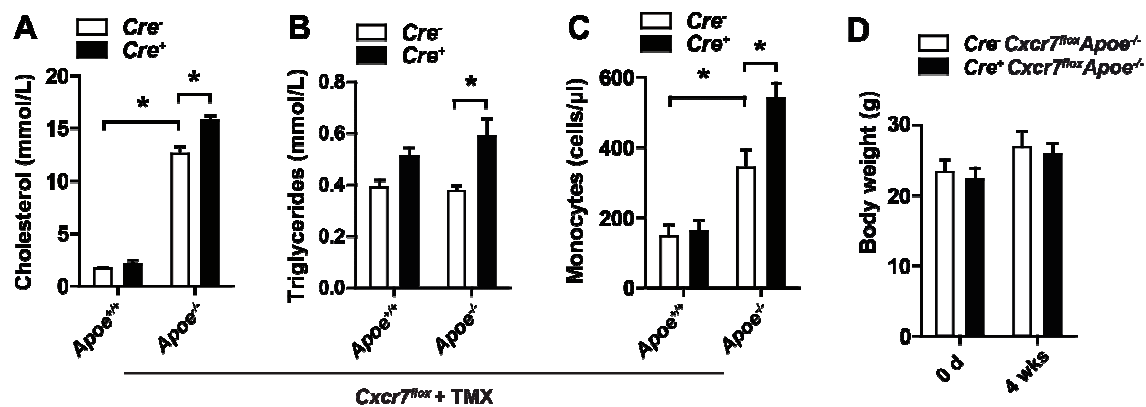 A
Cre-
Cre+
Cholesterol (mmol/L)
20
15
10
5
0
*
*
Apoe+/+
Apoe-/-
B
Cre-
Cre+
Triglycerides (mmol/L)
0.8
0.6
0.4
0.2
0.0
*
Apoe+/+
Apoe-/-
C
Cre-
Cre+
Monocytes (cells/µl)
600
400
200
0
*
*
Apoe+/+
Apoe-/-
Cxcr7flox + TMX
D
Cre- Cxcr7floxApoe-/-
Cre+ Cxcr7floxApoe-/-
Body weight (g)
30
20
10
0
0 d
4 wks